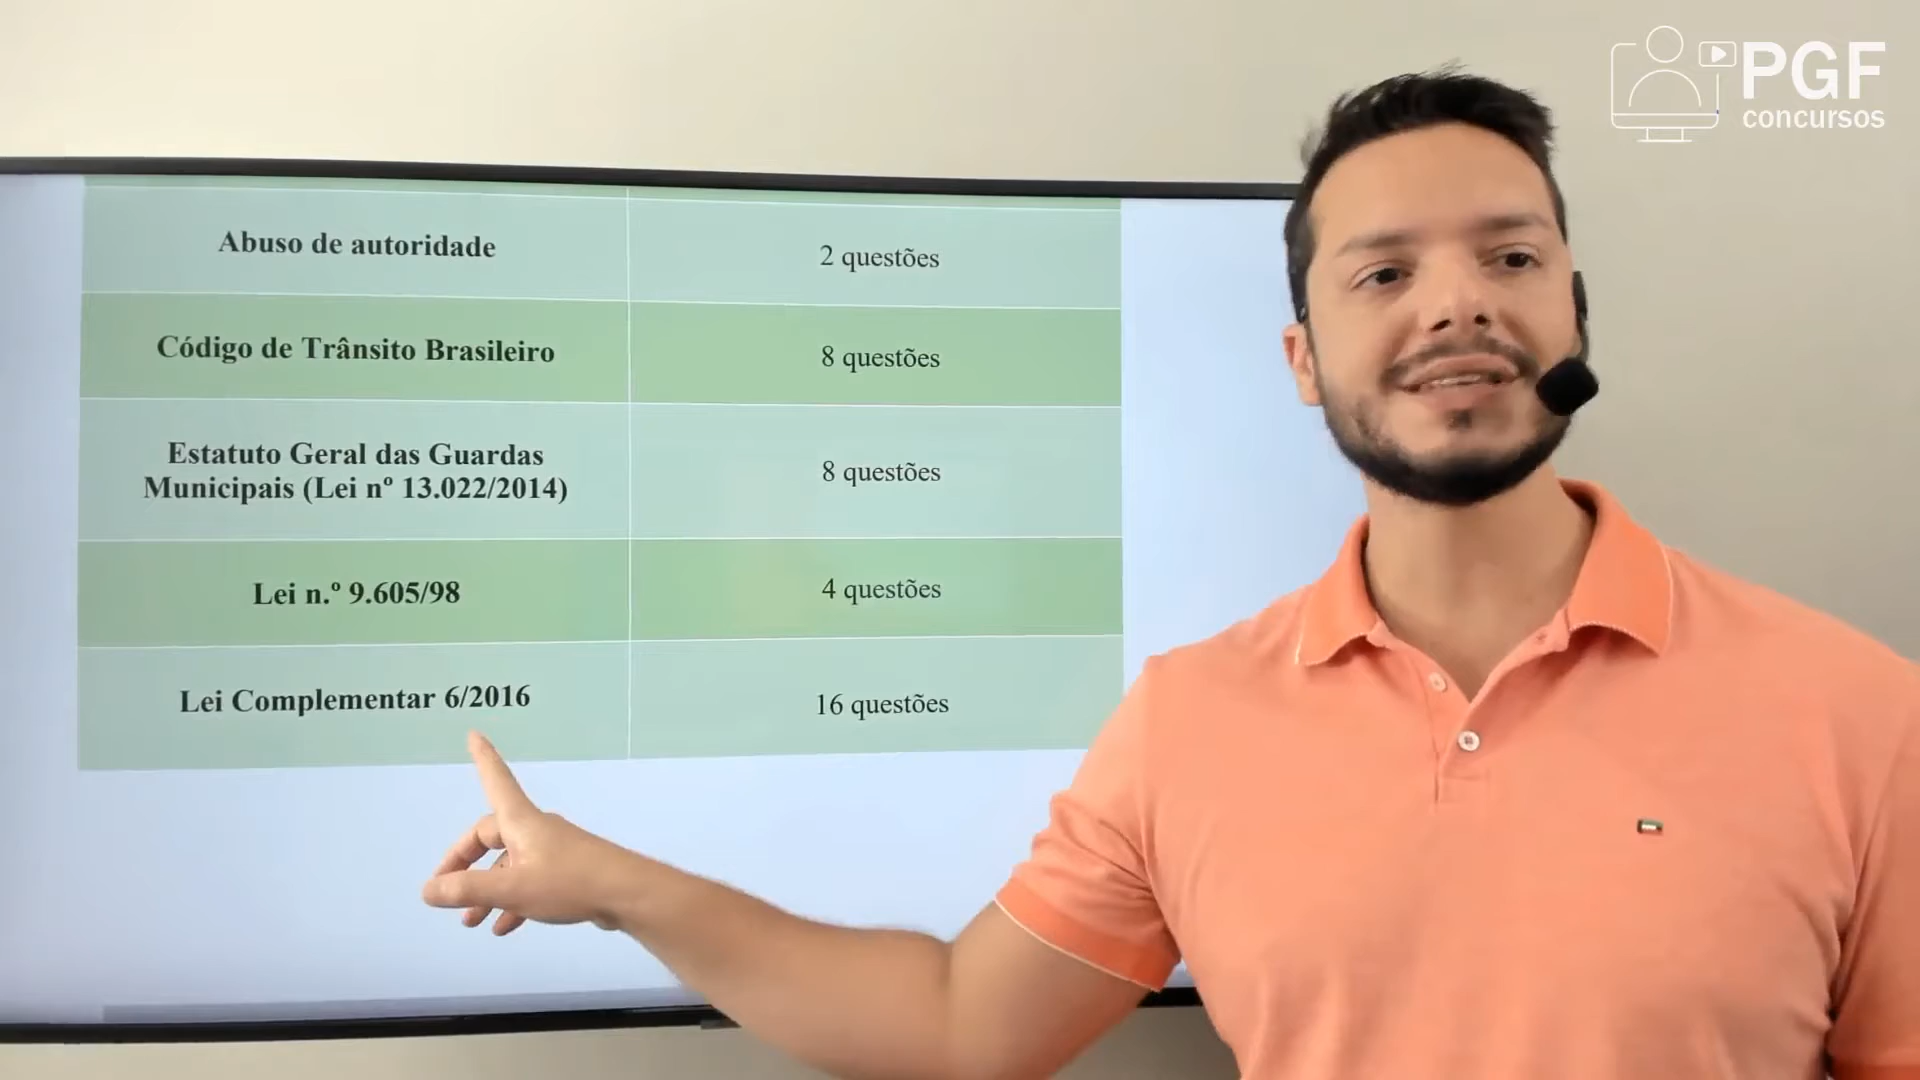 PGF
concursos
Abuso de autoridade
2 questões
Código de Trânsito Brasileiro
8 questões
Estatuto Geral das Guardas
Municipais (Lei nº 13.022/2014)
8 questões
Lei n.º 9.605/98
4 questões
Lei Complementar 6/2016
16 questões